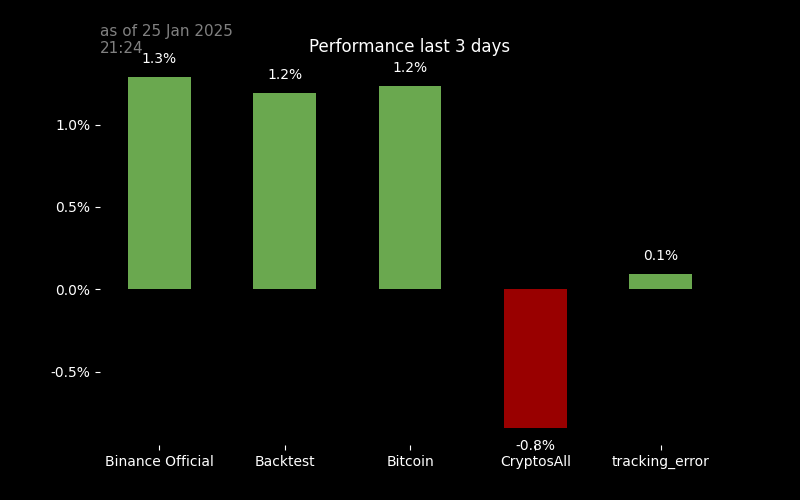 as of 25 Jan 2025
21:24
Performance last 3 days
1.3%
1.2%
1.2%
-0.8%
0.1%
1.0%
0.5%
0.0%
-0.5%
Binance Official
Backtest
Bitcoin
CryptosAll
tracking_error